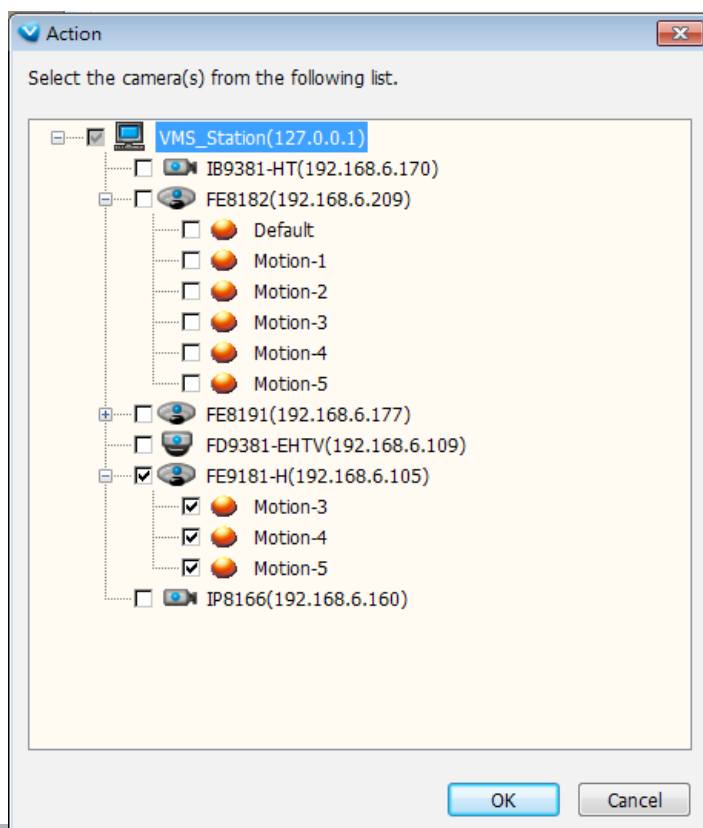 Action
Select the camera(s) from the following list.
VMS_Station(127.0.0.1)
IB9381-HT(192.168.6.170)
FE8182(192.168.6.209)
Default
Motion-1
Motion-2
Motion-3
Motion-4
Motion-5
FE8191(192.168.6.177)
FD9381-EHTV(192.168.6.109)
FE9181-H(192.168.6.105)
Motion-3
Motion-4
Motion-5
IP8166(192.168.6.160)
OK Cancel